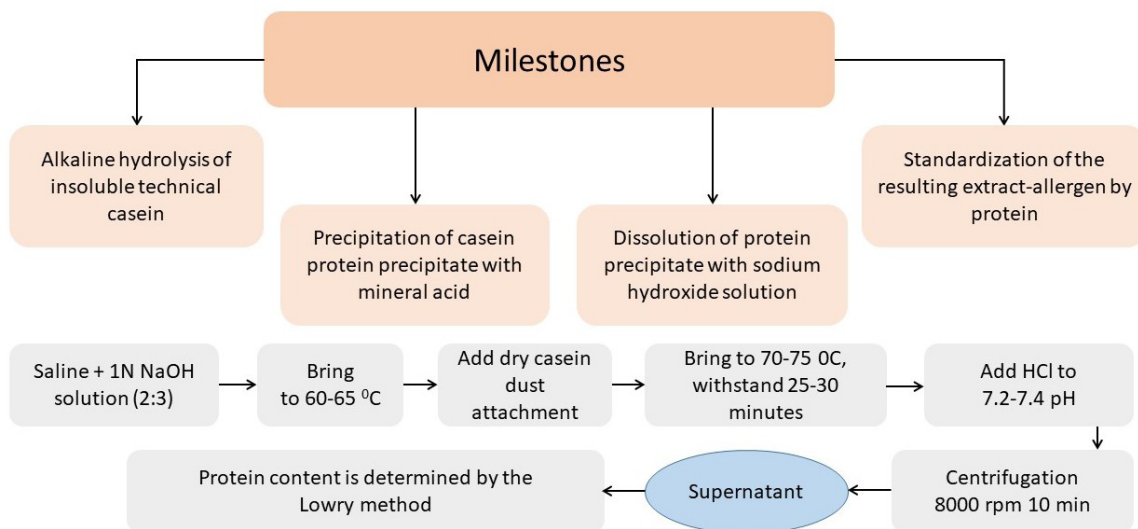 Milestones
Alkaline hydrolysis of
insoluble technical
casein
Precipitation of casein
protein precipitate with
mineral acid
Dissolution of protein
precipitate with sodium
hydroxide solution
Standardization of the
resulting extract-allergen by
protein
Saline + 1N NaOH
solution (2:3)
Bring
to 60-65 ⁰C
Add dry casein
dust
attachment
Bring to 70-75 0C,
withstand 25-30
minutes
Add HCl to
7.2-7.4 pH
Centrifugation
8000 rpm 10 min
Supernatant
Protein content is determined by the
Lowry method